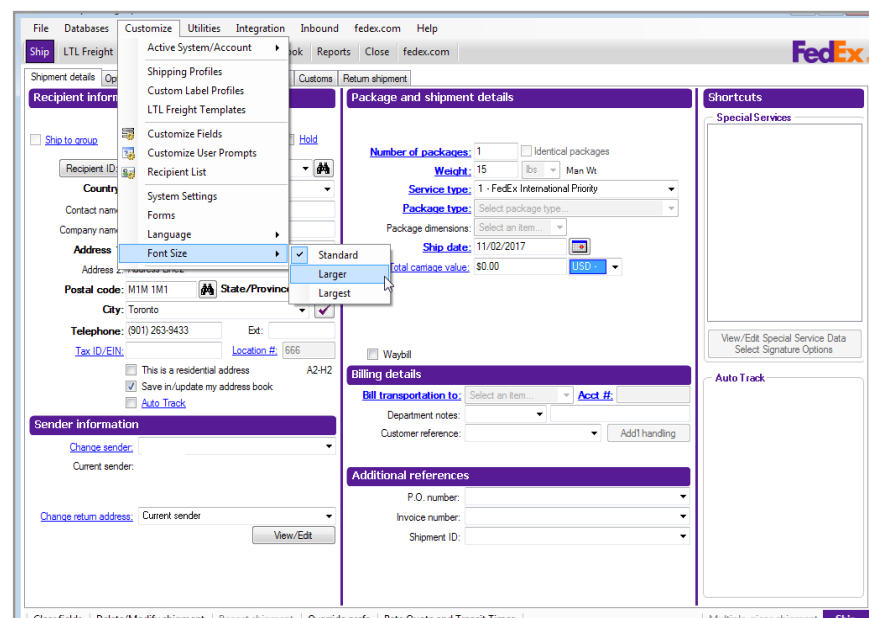 File Databases Customize Utilities Integration Inbound fedex.com Help
Ship LTL Freight ok Reports Close fedex.com
FedEx
Shipment details Op Customs Return shipment
Active System/Account
Shipping Profiles
Custom Label Profiles
LTL Freight Templates
Customize Fields
Customize User Prompts
Recipient List
System Settings
Forms
Language
Font Size
Standard
Larger
Largest
Recipient inform
Ship to group Hold
Recipient ID:
Country
Contact name
Company name
Address
Address 2:
Postal code: M1M 1M1 State/Province
City: Toronto
Telephone: (901) 263-9433 Ext:
Tax ID/EIN: Location #: 666
This is a residential address A2-H2
Save in/update my address book
Auto Track
Sender information
Change sender:
Current sender:
Change return address: Current sender
View/Edit
Package and shipment details
Number of packages: 1 Identical packages
Weight: 15 lbs Man Wt
Service type: 1 - FedEx International Priority
Package type: Select package type...
Package dimensions: Select an item...
Ship date: 11/02/2017
Total carriage value: $0.00 USD -
Waybill
Billing details
Bill transportation to: Select an item... Acct #:
Department notes:
Customer reference: Add'l handling
Additional references
P.O. number:
Invoice number:
Shipment ID:
Shortcuts
Special Services
View/Edit Special Service Data
Select Signature Options
Auto Track